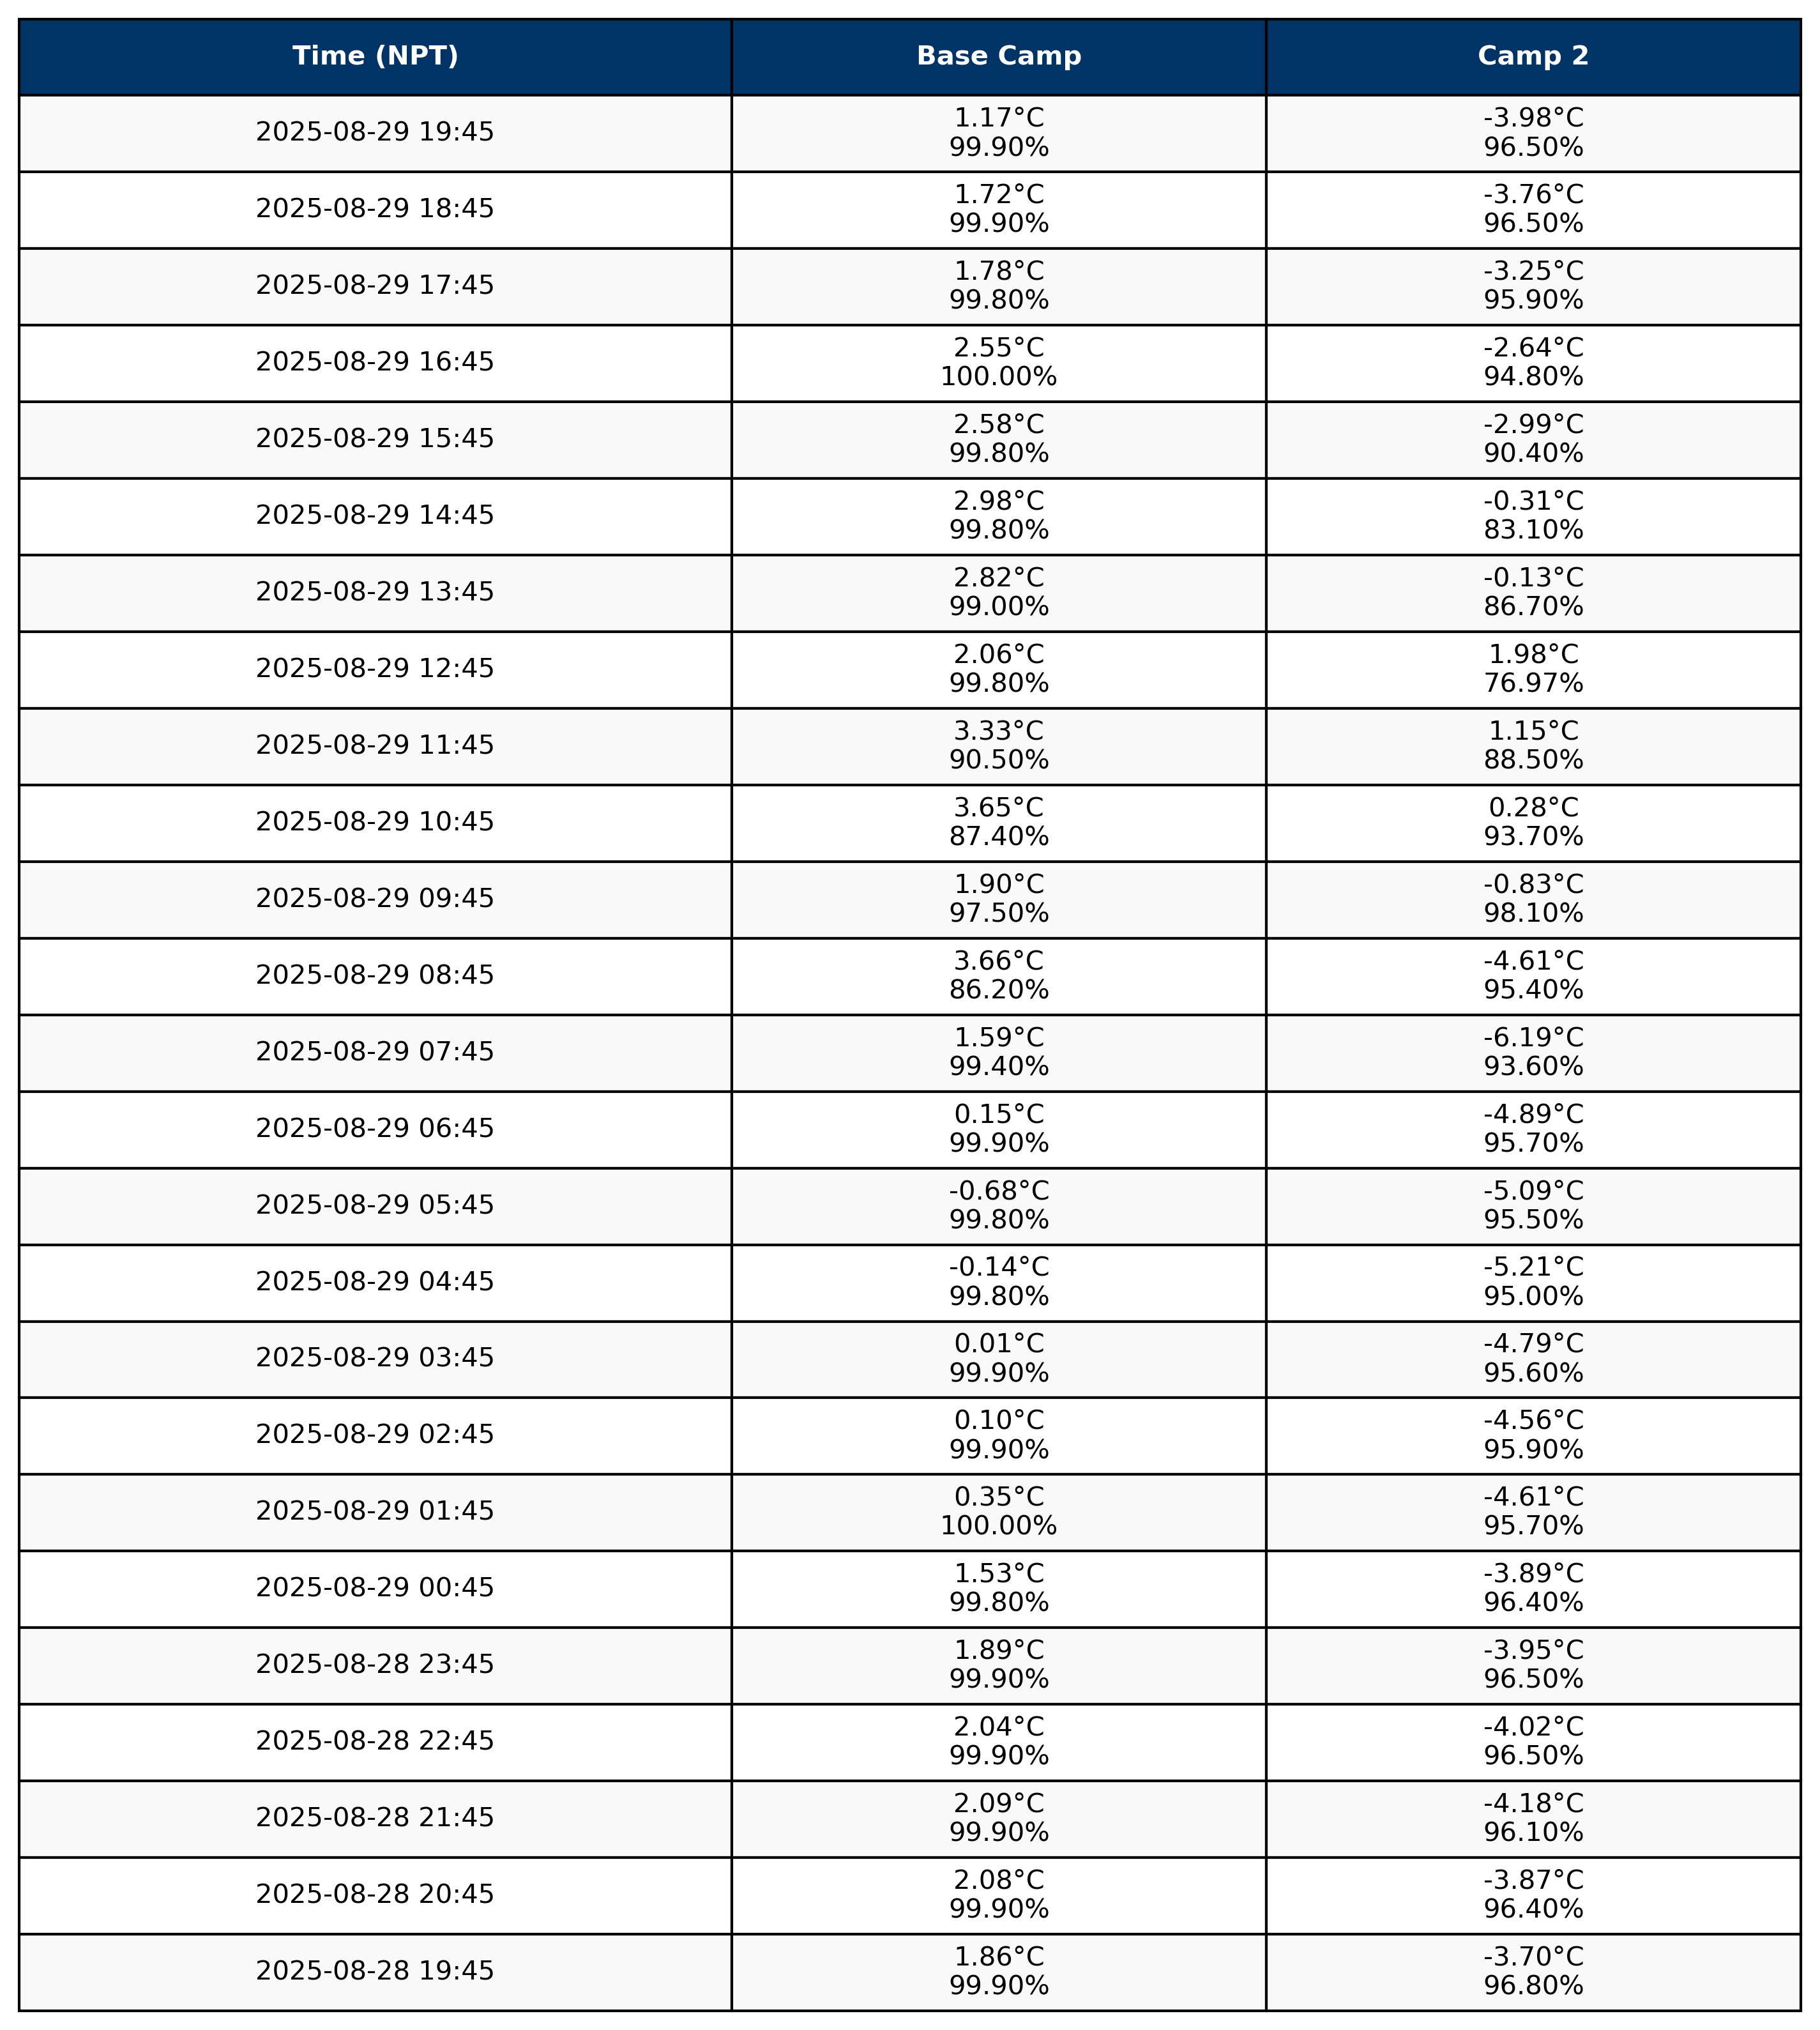 Time (NPT) Base Camp Camp 2
2025-08-29 19:45 1.17°C -3.98°C
99.90% 96.50%
2025-08-29 18:45 1.72°C -3.76°C
99.90% 96.50%
2025-08-29 17:45 1.78°C -3.25°C
99.80% 95.90%
2025-08-29 16:45 2.55°C -2.64°C
100.00% 94.80%
2025-08-29 15:45 2.58°C -2.99°C
99.80% 90.40%
2025-08-29 14:45 2.98°C -0.31°C
99.80% 83.10%
2025-08-29 13:45 2.82°C -0.13°C
99.00% 86.70%
2025-08-29 12:45 2.06°C 1.98°C
99.80% 76.97%
2025-08-29 11:45 3.33°C 1.15°C
90.50% 88.50%
2025-08-29 10:45 3.65°C 0.28°C
87.40% 93.70%
2025-08-29 09:45 1.90°C -0.83°C
97.50% 98.10%
2025-08-29 08:45 3.66°C -4.61°C
86.20% 95.40%
2025-08-29 07:45 1.59°C -6.19°C
99.40% 93.60%
2025-08-29 06:45 0.15°C -4.89°C
99.90% 95.70%
2025-08-29 05:45 -0.68°C -5.09°C
99.80% 95.50%
2025-08-29 04:45 -0.14°C -5.21°C
99.80% 95.00%
2025-08-29 03:45 0.01°C -4.79°C
99.90% 95.60%
2025-08-29 02:45 0.10°C -4.56°C
99.90% 95.90%
2025-08-29 01:45 0.35°C -4.61°C
100.00% 95.70%
2025-08-29 00:45 1.53°C -3.89°C
99.80% 96.40%
2025-08-28 23:45 1.89°C -3.95°C
99.90% 96.50%
2025-08-28 22:45 2.04°C -4.02°C
99.90% 96.50%
2025-08-28 21:45 2.09°C -4.18°C
99.90% 96.10%
2025-08-28 20:45 2.08°C -3.87°C
99.90% 96.40%
2025-08-28 19:45 1.86°C -3.70°C
99.90% 96.80%